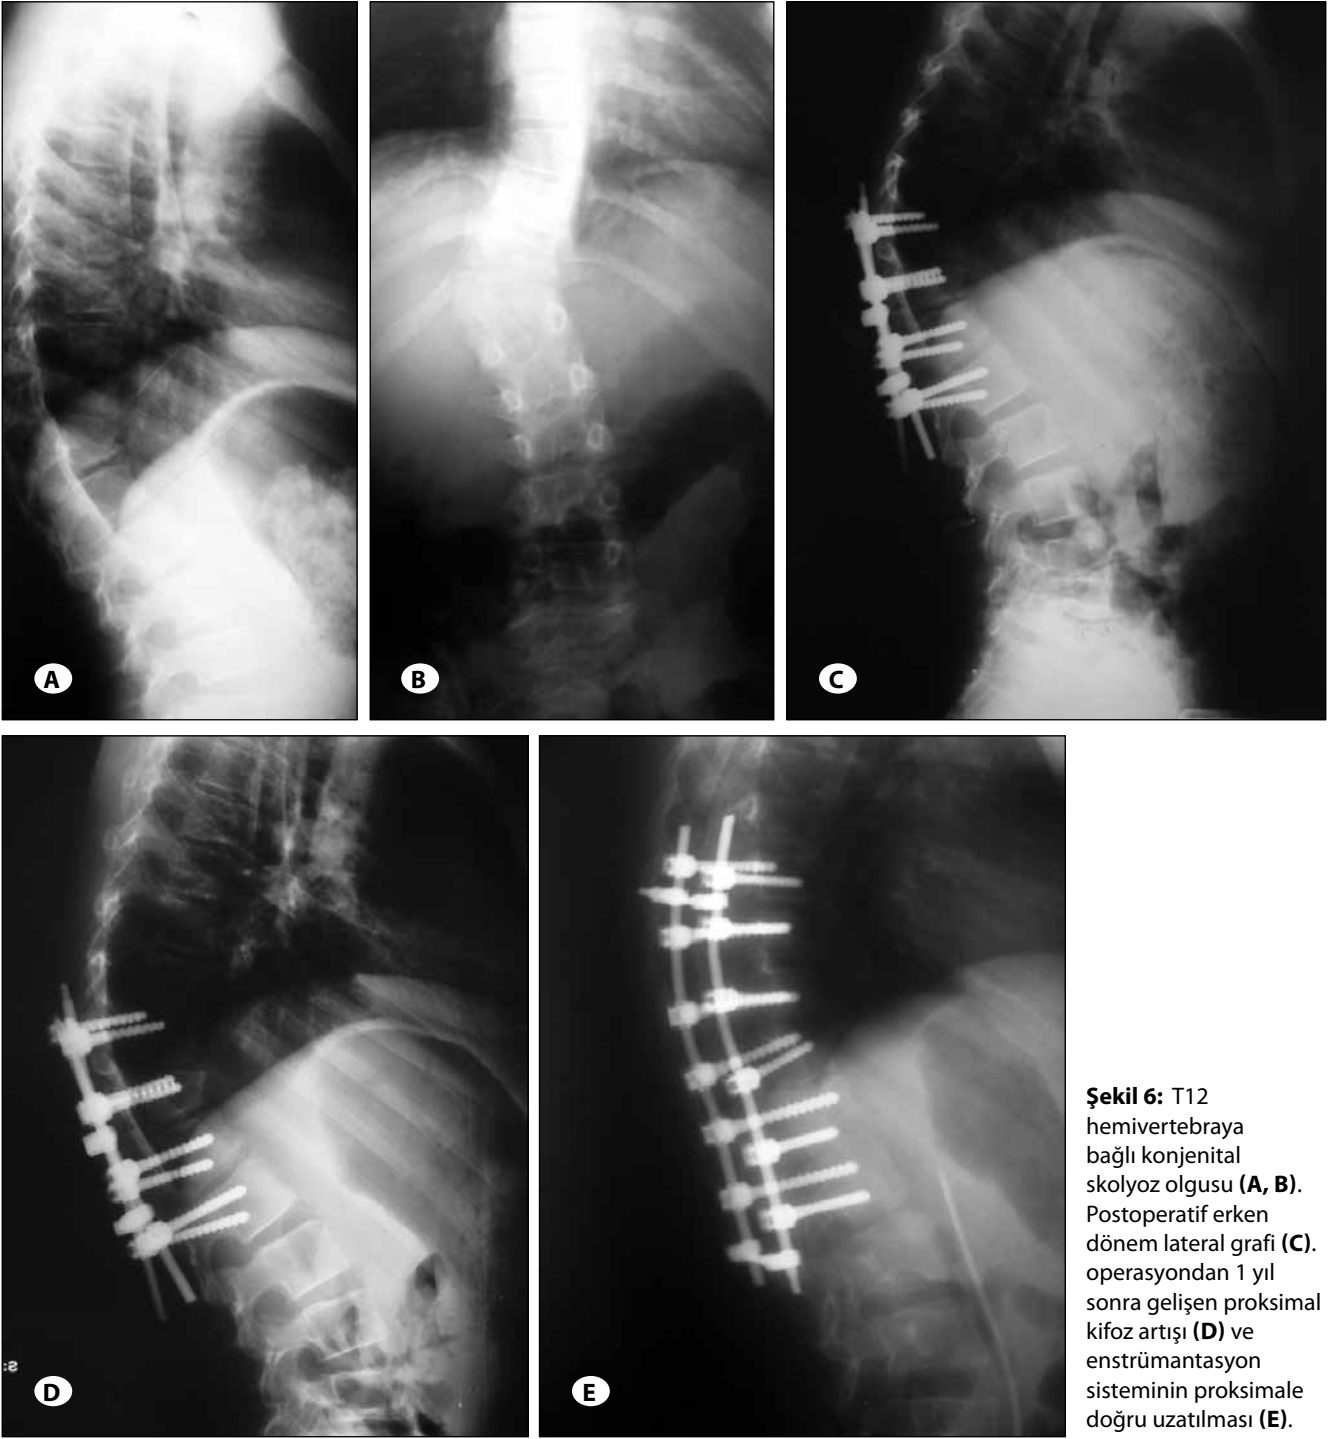 A
B
C
D
E
Şekil 6: T12
hemivertebraya
bağlı konjenital
skolyoz olgusu (A, B).
Postoperatif erken
dönem lateral grafi (C).
operasyondan 1 yıl
sonra gelişen proksimal
kifoz artışı (D) ve
enstrümantasyon
sisteminin proksimale
doğru uzatılması (E).